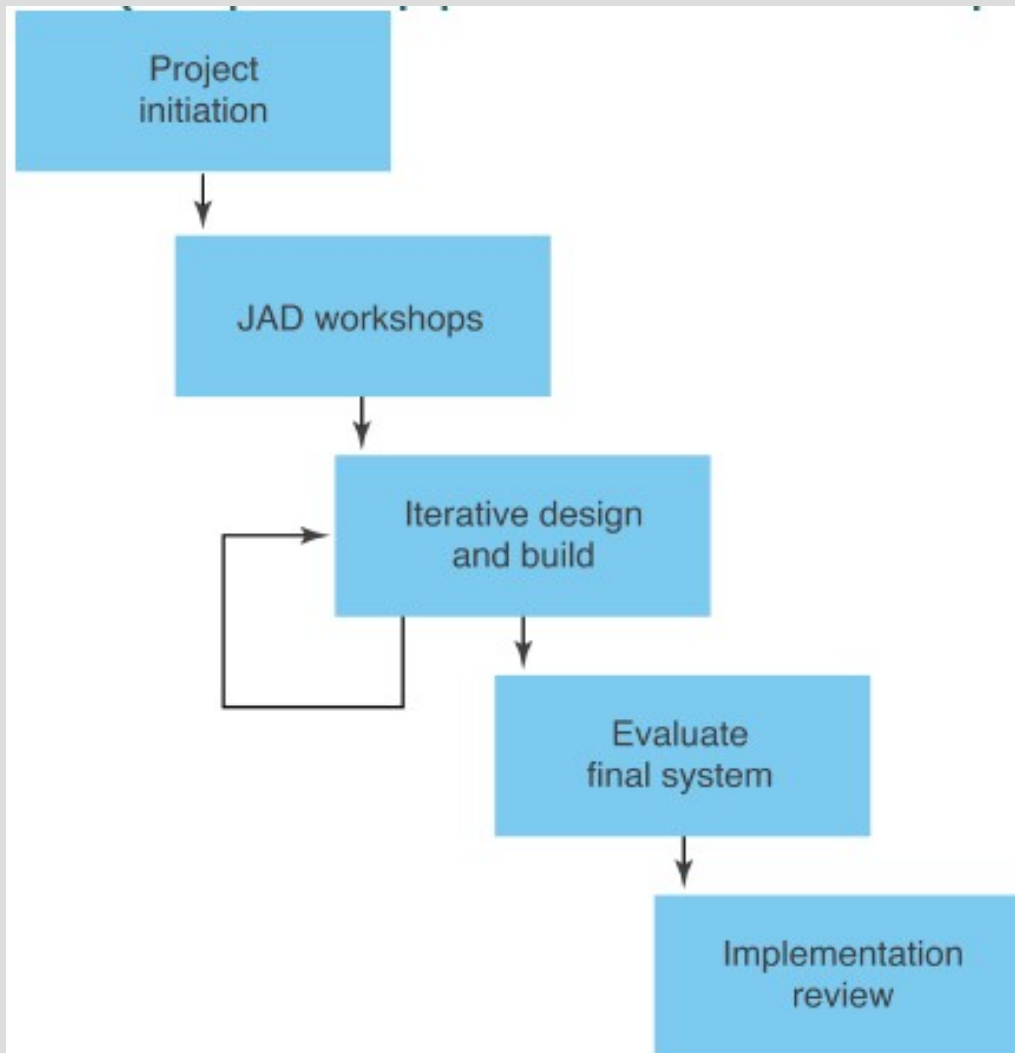 Project
initiation
JAD workshops
Iterative design
and build
Evaluate
final system
Implementation
review